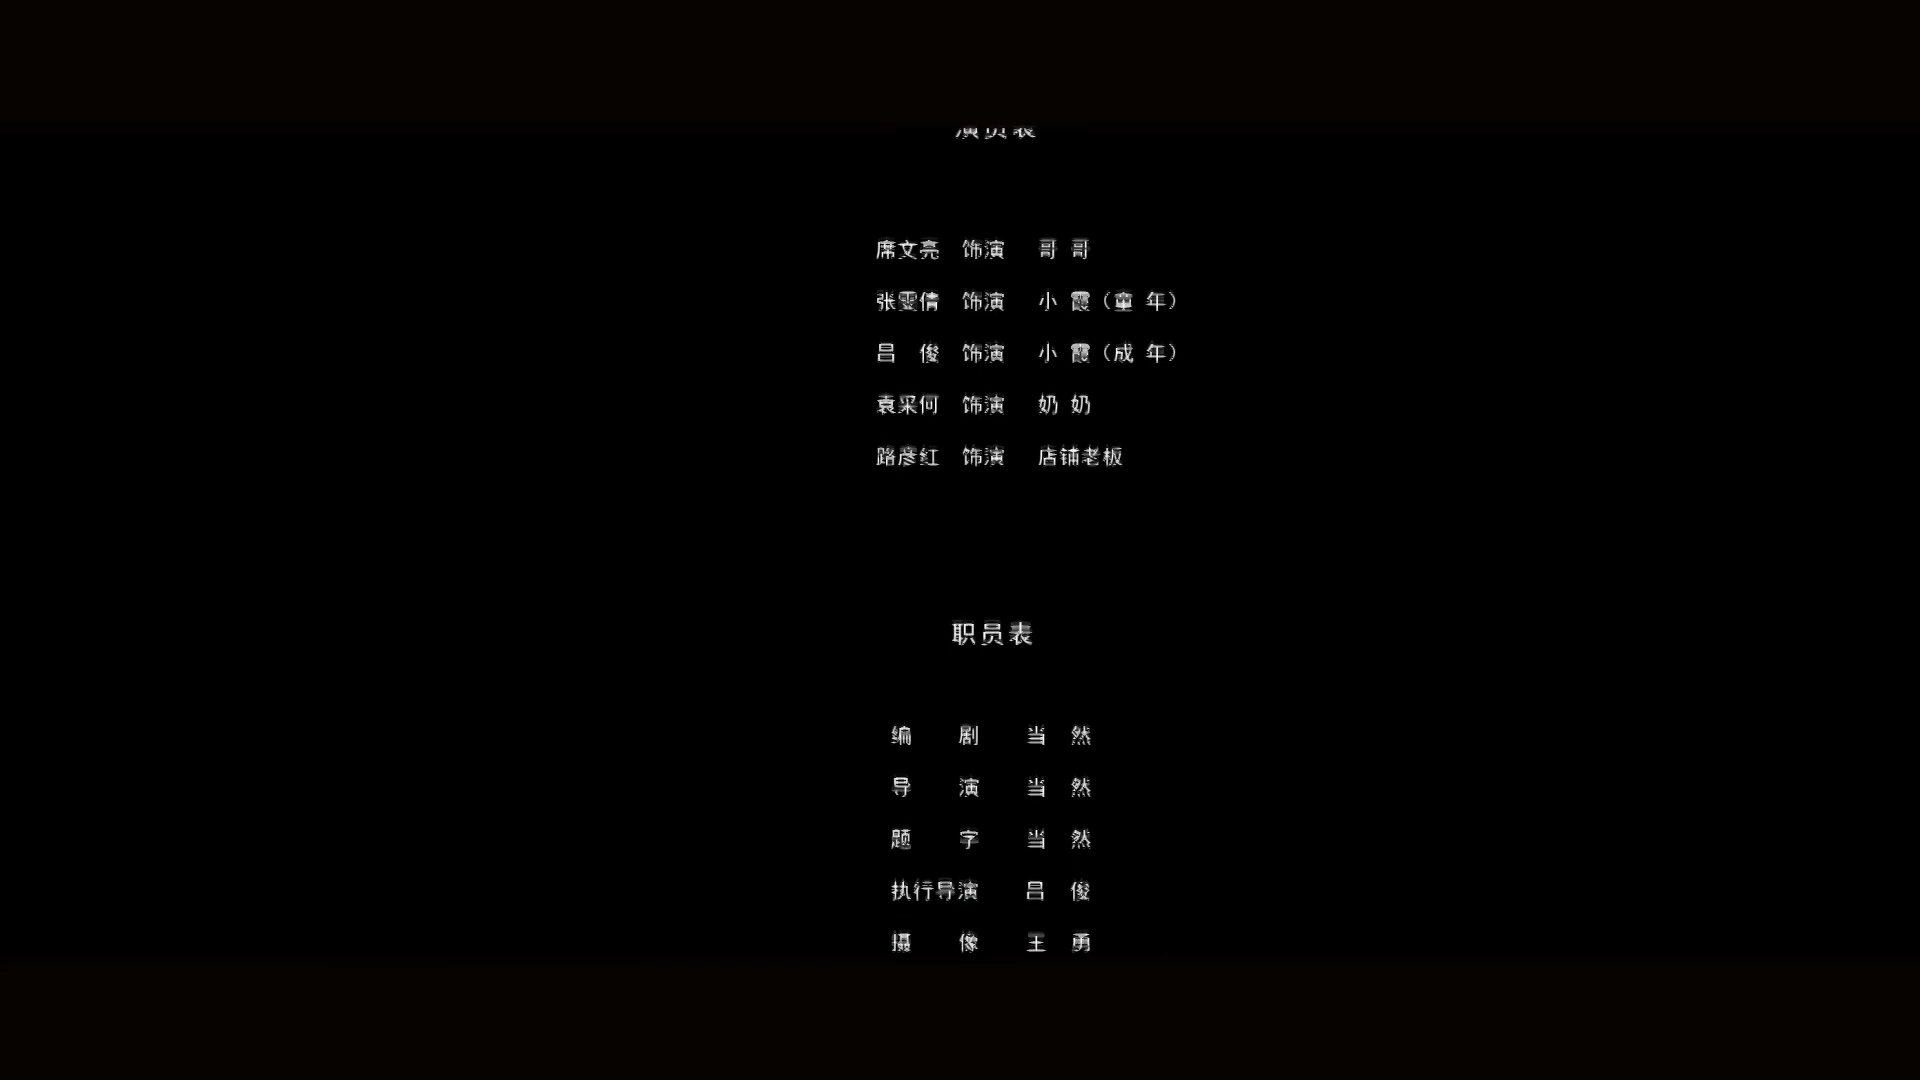 演员表
席文亮 饰演 哥 哥
张雯倩 饰演 小 霞（童 年）
吕 俊 饰演 小 霞（成 年）
袁采何 饰演 奶 奶
路彦红 饰演 店铺老板
职员表
编 剧 当 然
导 演 当 然
题 字 当 然
执行导演 吕 俊
摄 像 王 勇